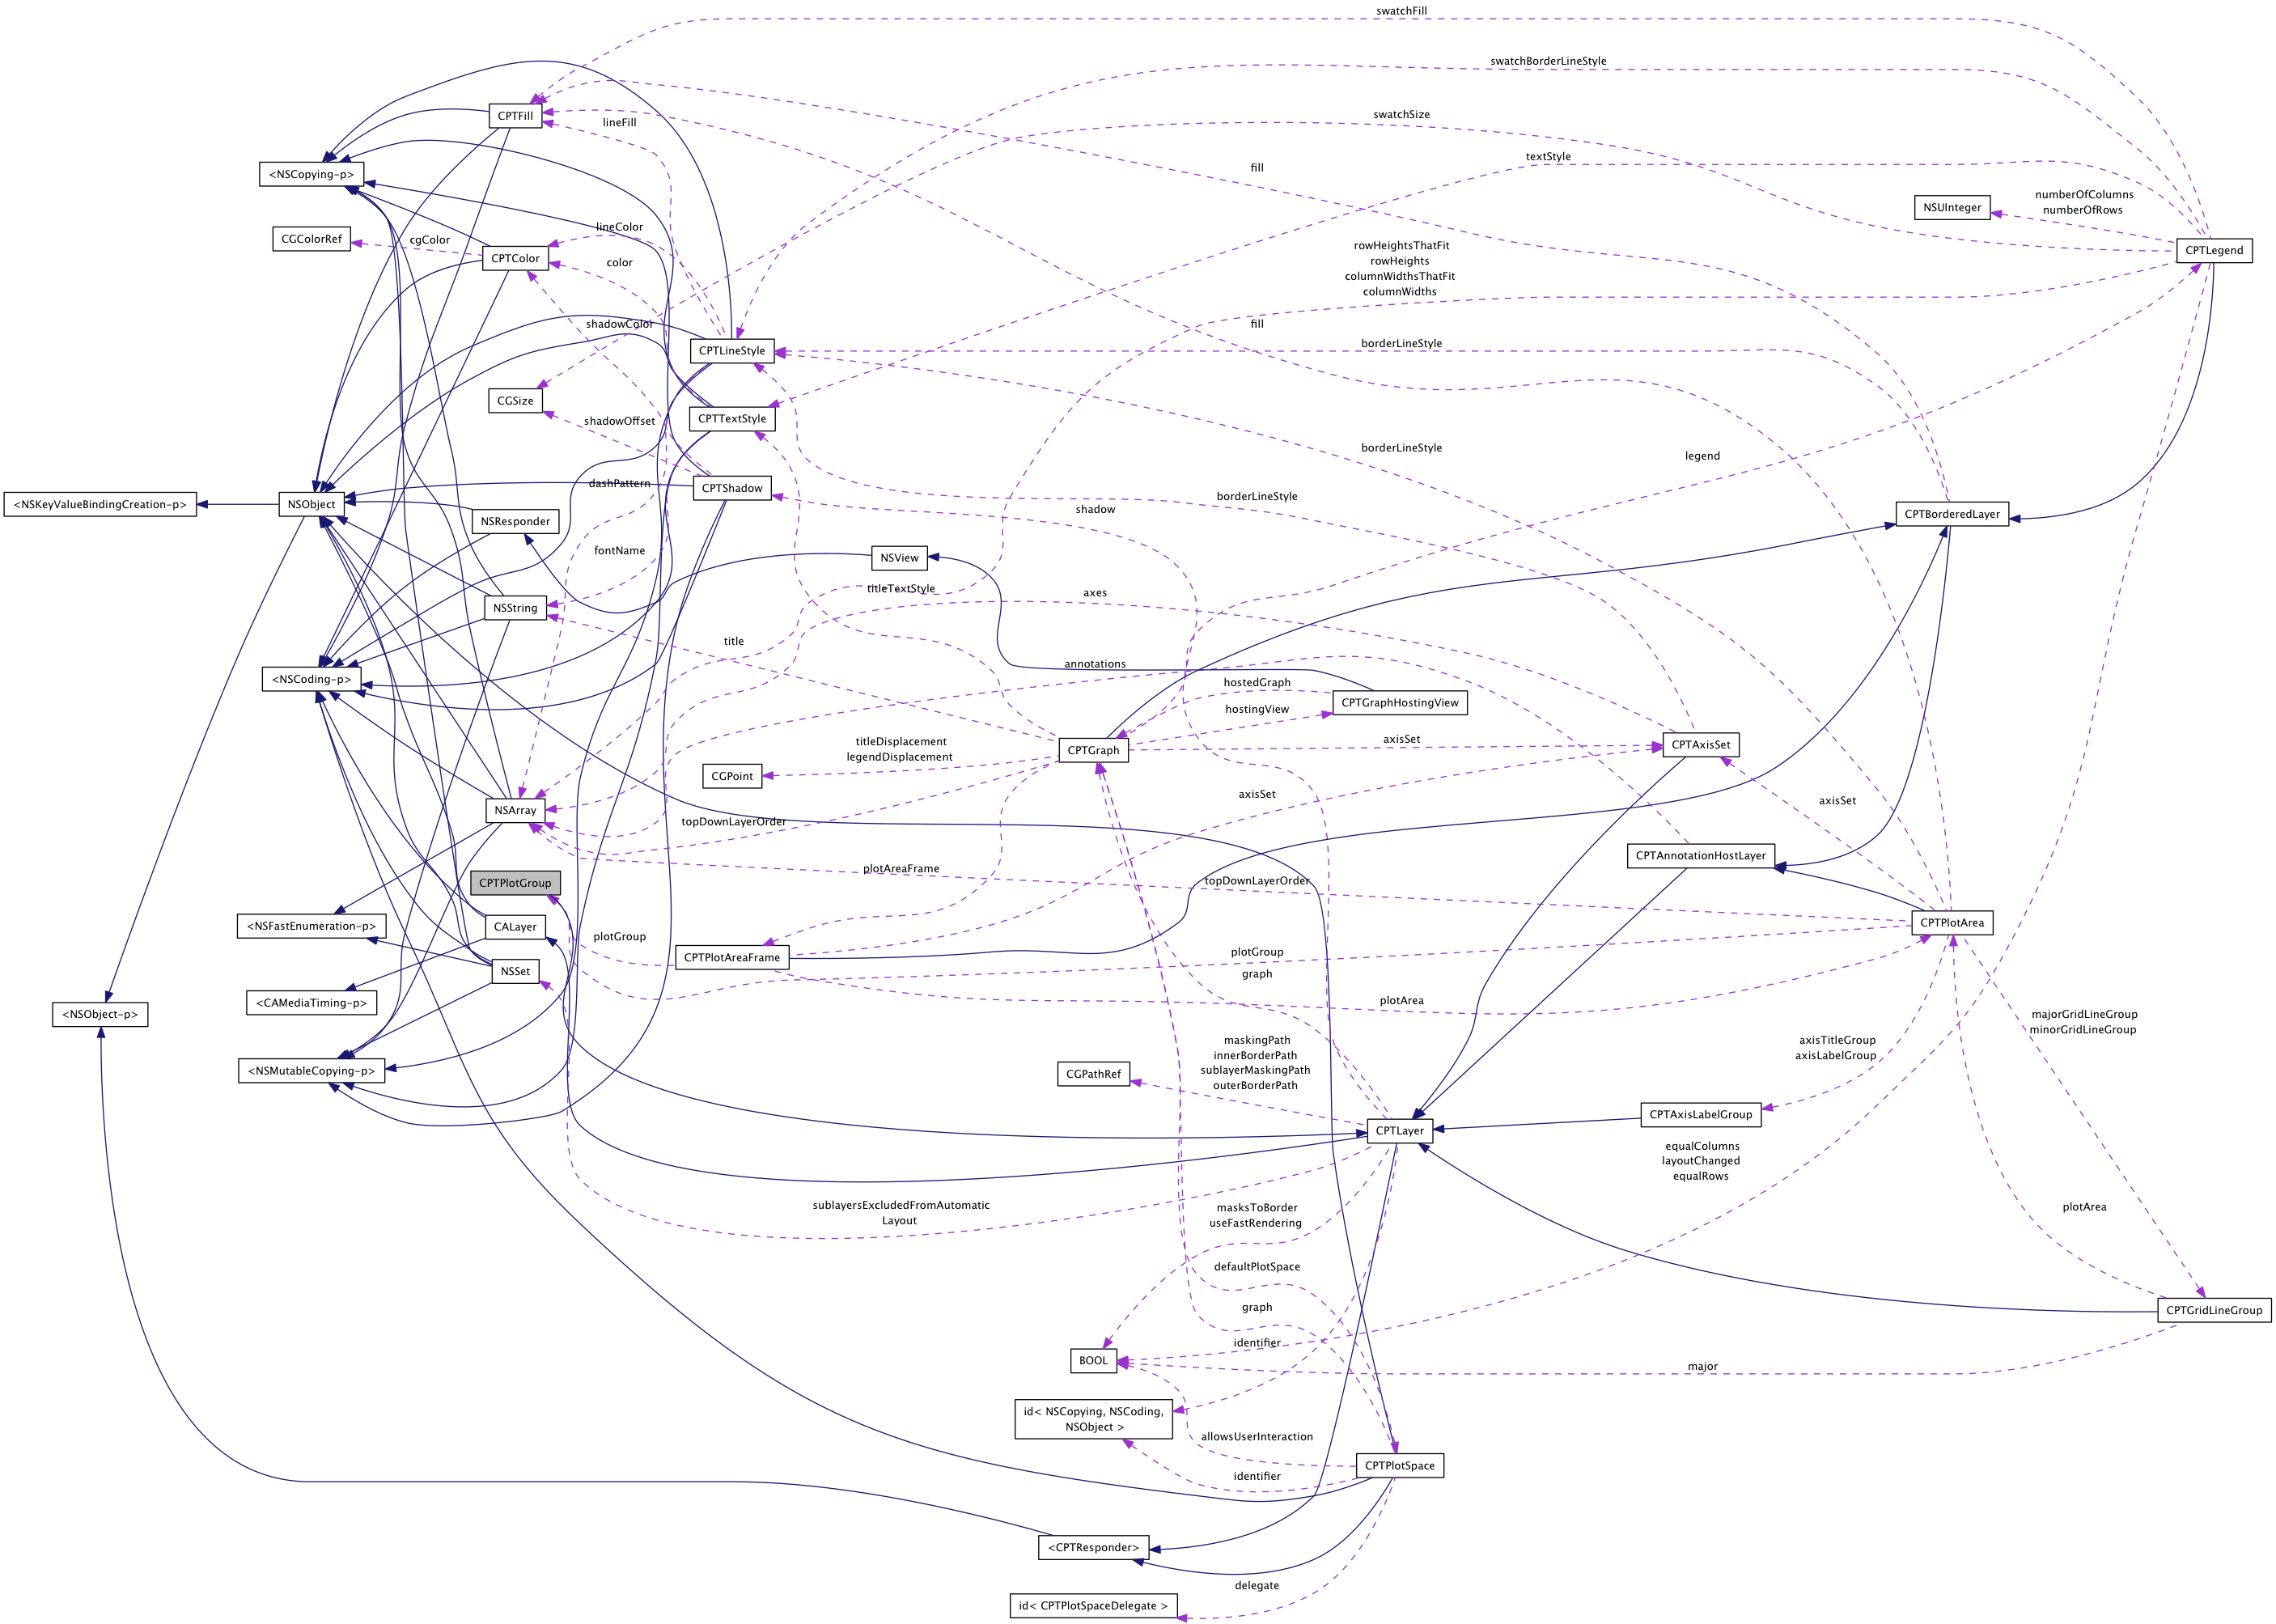 swatchFill
swatchBorderLineStyle
CPTFill
swatchSize
lineFill
textStyle
fill
<NSCopying-p>
numberOfColumns
numberOfRows
NSUInteger
lineColor
CGColorRef
cgColor
CPTColor
color
rowHeightsThatFit
rowHeights
columnWidthsThatFit
columnWidths
CPTLegend
shadowColor
fill
CPTLineStyle
borderLineStyle
CGSize
shadowOffset
CPTTextStyle
borderLineStyle
legend
dashPattern
CPTShadow
borderLineStyle
<NSKeyValueBindingCreation-p>
NSObject
shadow
NSResponder
CPTBorderedLayer
fontName
NSView
titleTextStyle
axes
NSString
title
<NSCoding-p>
annotations
hostedGraph
CPTGraphHostingView
hostingView
titleDisplacement
legendDisplacement
CPTGraph
axisSet
CPTAxisSet
CGPoint
axisSet
axisSet
NSArray
topDownLayerOrder
CPTAnnotationHostLayer
plotAreaFrame
CPTPlotGroup
topDownLayerOrder
<NSFastEnumeration-p>
CALayer
CPTPlotArea
plotGroup
CPTPlotAreaFrame
plotGroup
NSSet
graph
<CAMediaTiming-p>
plotArea
<NSObject-p>
majorGridLineGroup
minorGridLineGroup
maskingPath
innerBorderPath
sublayerMaskingPath
outerBorderPath
axisTitleGroup
axisLabelGroup
<NSMutableCopying-p>
CGPathRef
CPTAxisLabelGroup
CPTLayer
equalColumns
layoutChanged
equalRows
sublayersExcludedFromAutomatic
Layout
masksToBorder
useFastRendering
plotArea
defaultPlotSpace
graph
CPTGridLineGroup
identifier
BOOL
major
id< NSCopying, NSCoding,
NSObject >
allowsUserInteraction
CPTPlotSpace
identifier
<CPTResponder>
delegate
id< CPTPlotSpaceDelegate >